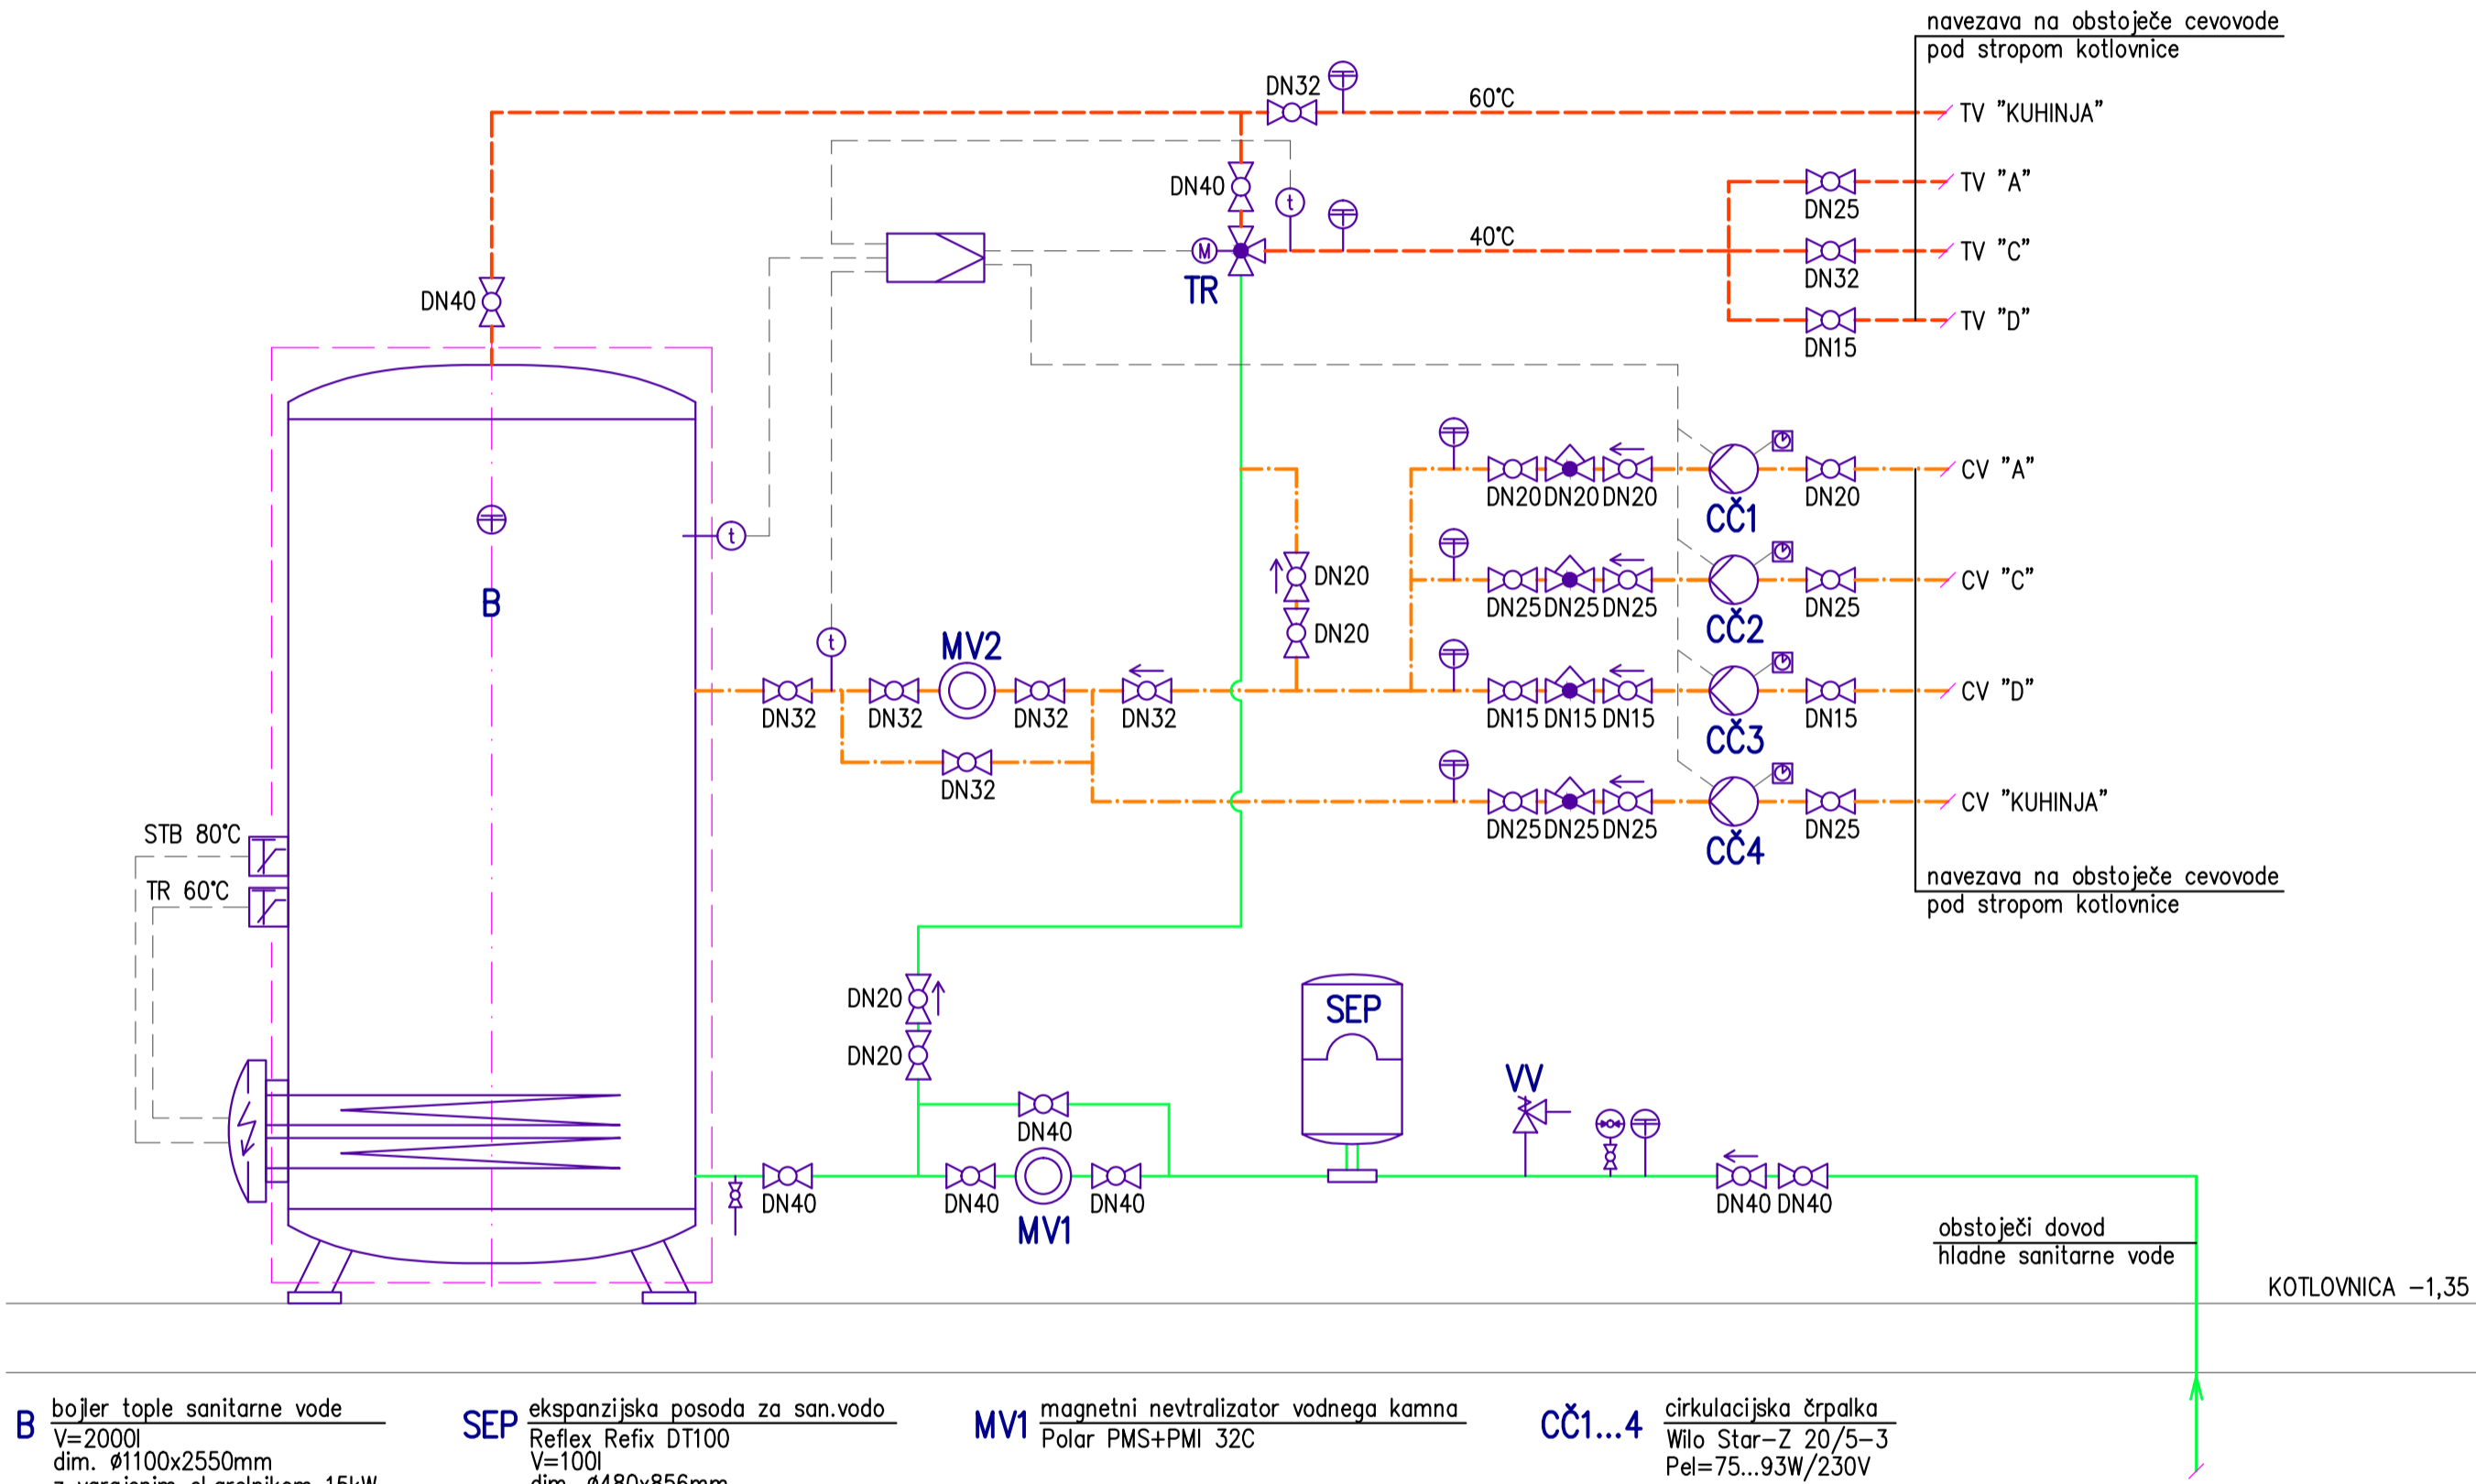 navezava na obstoječe cevovode
pod stropom kotlovnice
DN32
60°C
TV "KUHINJA"
DN40
t
TV "A"
DN25
M
40°C
TV "C"
TR
DN32
DN40
TV "D"
DN15
CV "A"
DN20 DN20 DN20
CČ1
DN20
t
B
DN20
CV "C"
DN25 DN25 DN25
CČ2
DN25
DN20
t
MV2
CV "D"
DN32
DN32
DN32
DN32
DN15 DN15 DN15
CČ3
DN15
DN32
CV "KUHINJA"
DN25 DN25 DN25
CČ4
DN25
STB 80°C
TR 60°C
navezava na obstoječe cevovode
pod stropom kotlovnice
DN20
SEP
DN20
VV
DN40
DN40
DN40
MV1
DN40
DN40 DN40
obstoječi dovod
hladne sanitarne vode
KOTLOVNICA -1,35
B
bojler tople sanitarne vode
V=2000l
dim. ø1100x2550mm
SEP
ekspanzijska posoda za san.vodo
Reflex Refix DT100
V=100l
dim. ø480x856mm
MV1
magnetni nevtralizator vodnega kamna
Polar PMS+PMI 32C
CČ1...4
cirkulacijska črpalka
Wilo Star-Z 20/5-3
Pel=75...93W/230V